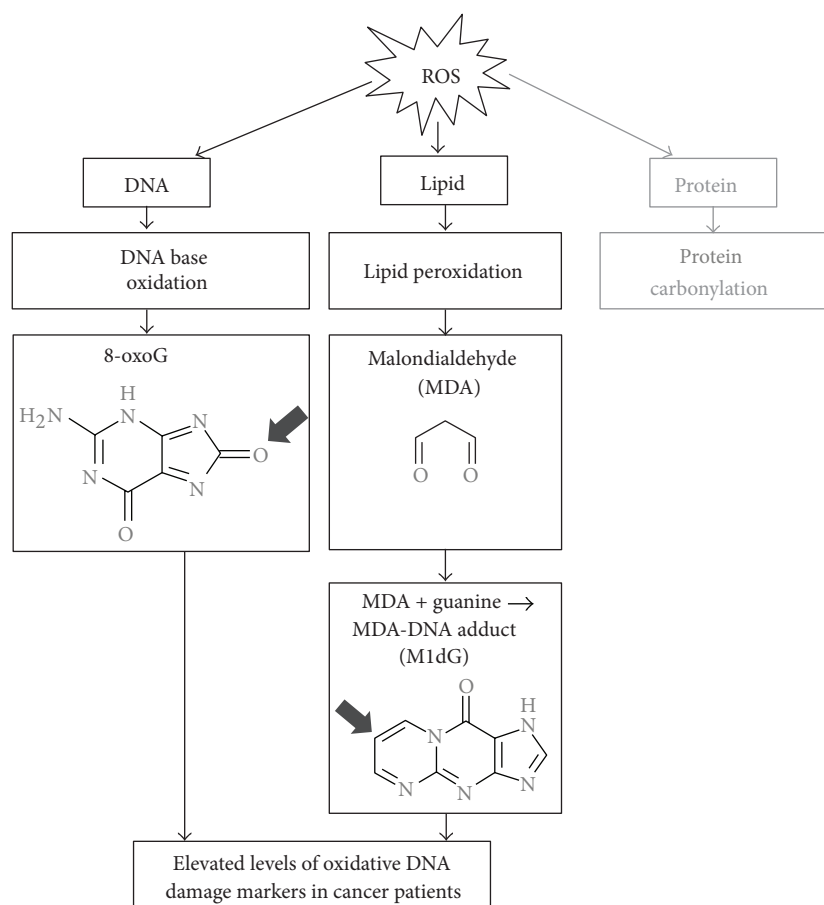 ROS
DNA
Lipid
Protein
DNA base
oxidation
Lipid peroxidation
Protein
carbonylation
8-oxoG
H
H₂N
N
N
N
N
O
O
Malondialdehyde
(MDA)
O
O
MDA + guanine →
MDA-DNA adduct
(M1dG)
O
H
N
N
N
N
N
Elevated levels of oxidative DNA
damage markers in cancer patients